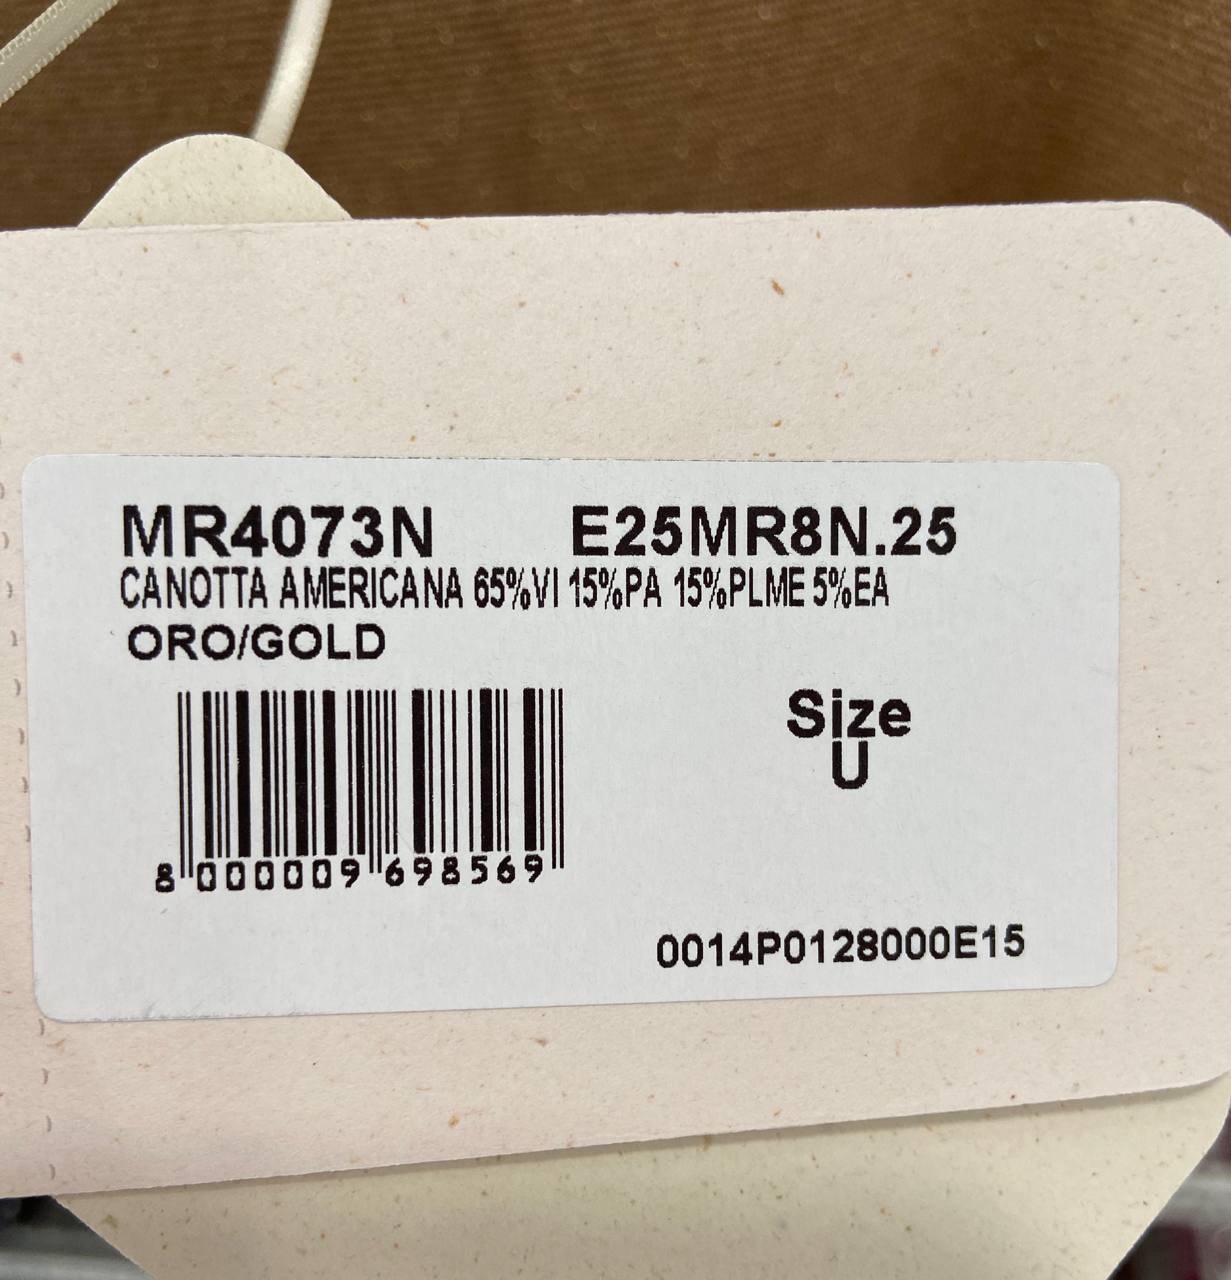 MR4073N E25MR8N.25
CANOTTA AMERICANA 65%VI 15%PA 15%PLME 5%EA
ORO/GOLD
Size
U
8 000009 698569
0014P0128000E15